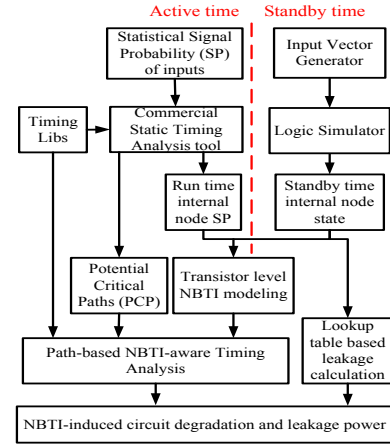 Active time
Standby time
Statistical Signal
Probability (SP)
of inputs
Input Vector
Generator
Timing
Libs
Commercial
Static Timing
Analysis tool
Logic Simulator
Run time
internal
node SP
Standby time
internal node
state
Potential
Critical
Paths (PCP)
Transistor level
NBTI modeling
Lookup
table based
leakage
calculation
Path-based NBTI-aware Timing
Analysis
NBTI-induced circuit degradation and leakage power